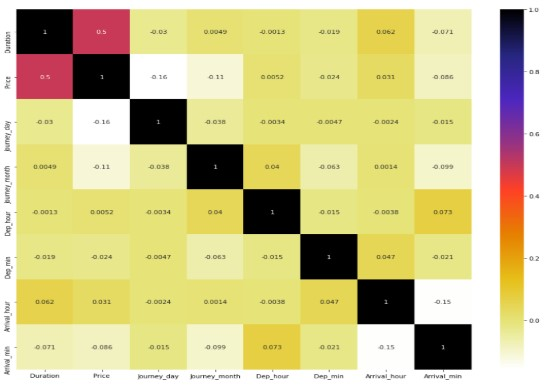 Duration 1 0.5 -0.03 0.0049 -0.0013 -0.019 0.062 -0.071
Price 0.5 1 -0.16 -0.11 0.0052 -0.024 0.031 -0.086
Journey_day -0.03 -0.16 1 -0.038 -0.0034 -0.0047 -0.0024 -0.015
Journey_month 0.0049 -0.11 -0.038 1 0.04 -0.063 0.0014 -0.099
Dep_hour -0.0013 0.0052 -0.0034 0.04 1 -0.015 -0.0038 0.073
Dep_min -0.019 -0.024 -0.0047 -0.063 -0.015 1 0.047 -0.021
Arrival_hour 0.062 0.031 -0.0024 0.0014 -0.0038 0.047 1 -0.15
Arrival_min -0.071 -0.086 -0.015 -0.099 0.073 -0.021 -0.15 1
Duration Price Journey_day Journey_month Dep_hour Dep_min Arrival_hour Arrival_min
1.0
0.8
0.6
0.4
0.2
0.0